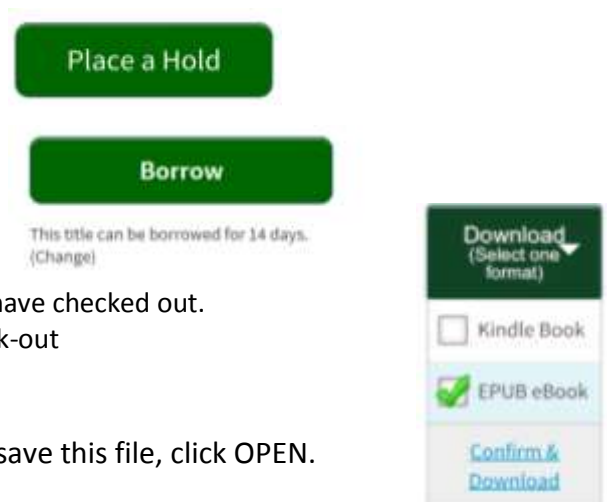 Place a Hold
Borrow
This title can be borrowed for 14 days.
(Change)
have checked out.
k-out
save this file, click OPEN.
Download
(Select one
format)
Kindle Book
EPUB eBook
Confirm &
Download